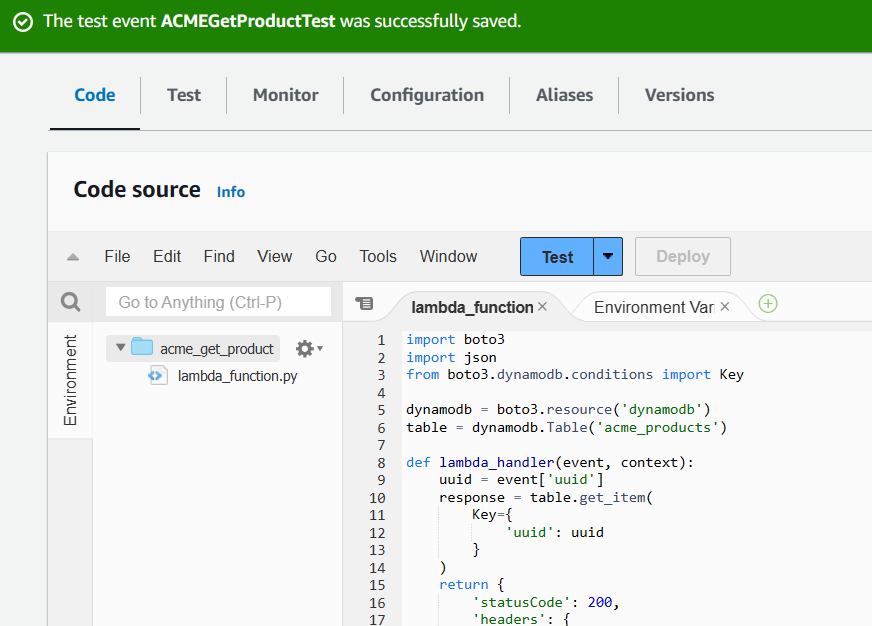 The test event ACMEGetProductTest was successfully saved.
Code Test Monitor Configuration Aliases Versions
Code source Info
File Edit Find View Go Tools Window Test Deploy
Go to Anything (Ctrl-P)
lambda_function × Environment Var ×
Environment
acme_get_product
lambda_function.py
1 import boto3
2 import json
3 from boto3.dynamodb.conditions import Key
4
5 dynamodb = boto3.resource('dynamodb')
6 table = dynamodb.Table('acme_products')
7
8 def lambda_handler(event, context):
9     uuid = event['uuid']
10     response = table.get_item(
11         Key={
12             'uuid': uuid
13         }
14     )
15     return {
16         'statusCode': 200,
17         'headers': {